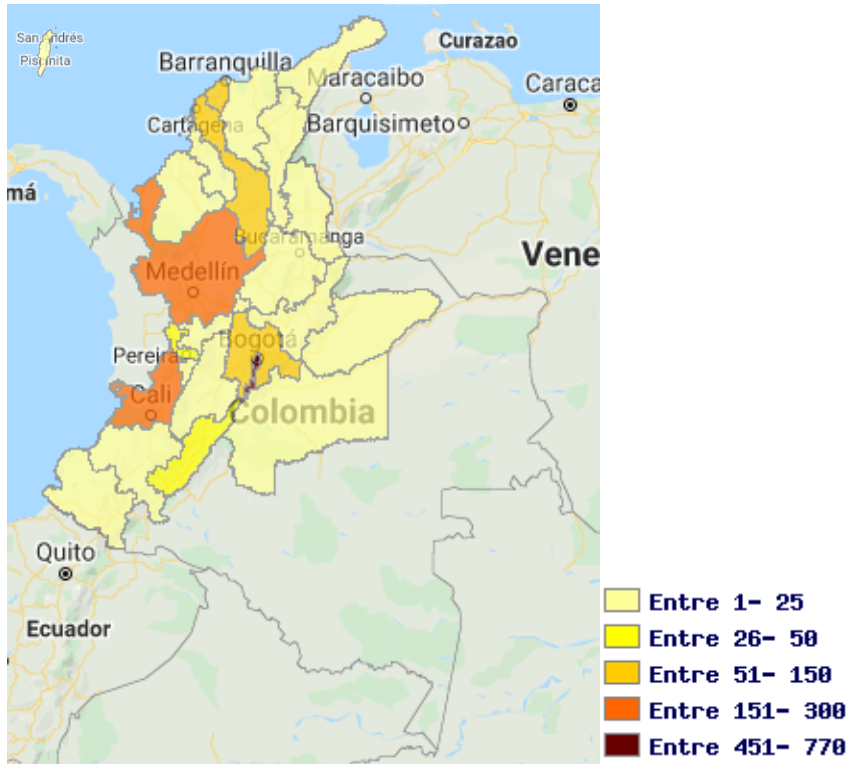 San Andrés
Piscinita
Curazao
Barranquilla
Maracaibo
Caraca
Cartagena
Barquisimeto
má
Bucaramanga
Vene
Medellín
Bogotá
Pereira
Cali
Colombia
Quito
Ecuador
Entre 1- 25
Entre 26- 50
Entre 51- 150
Entre 151- 300
Entre 451- 770